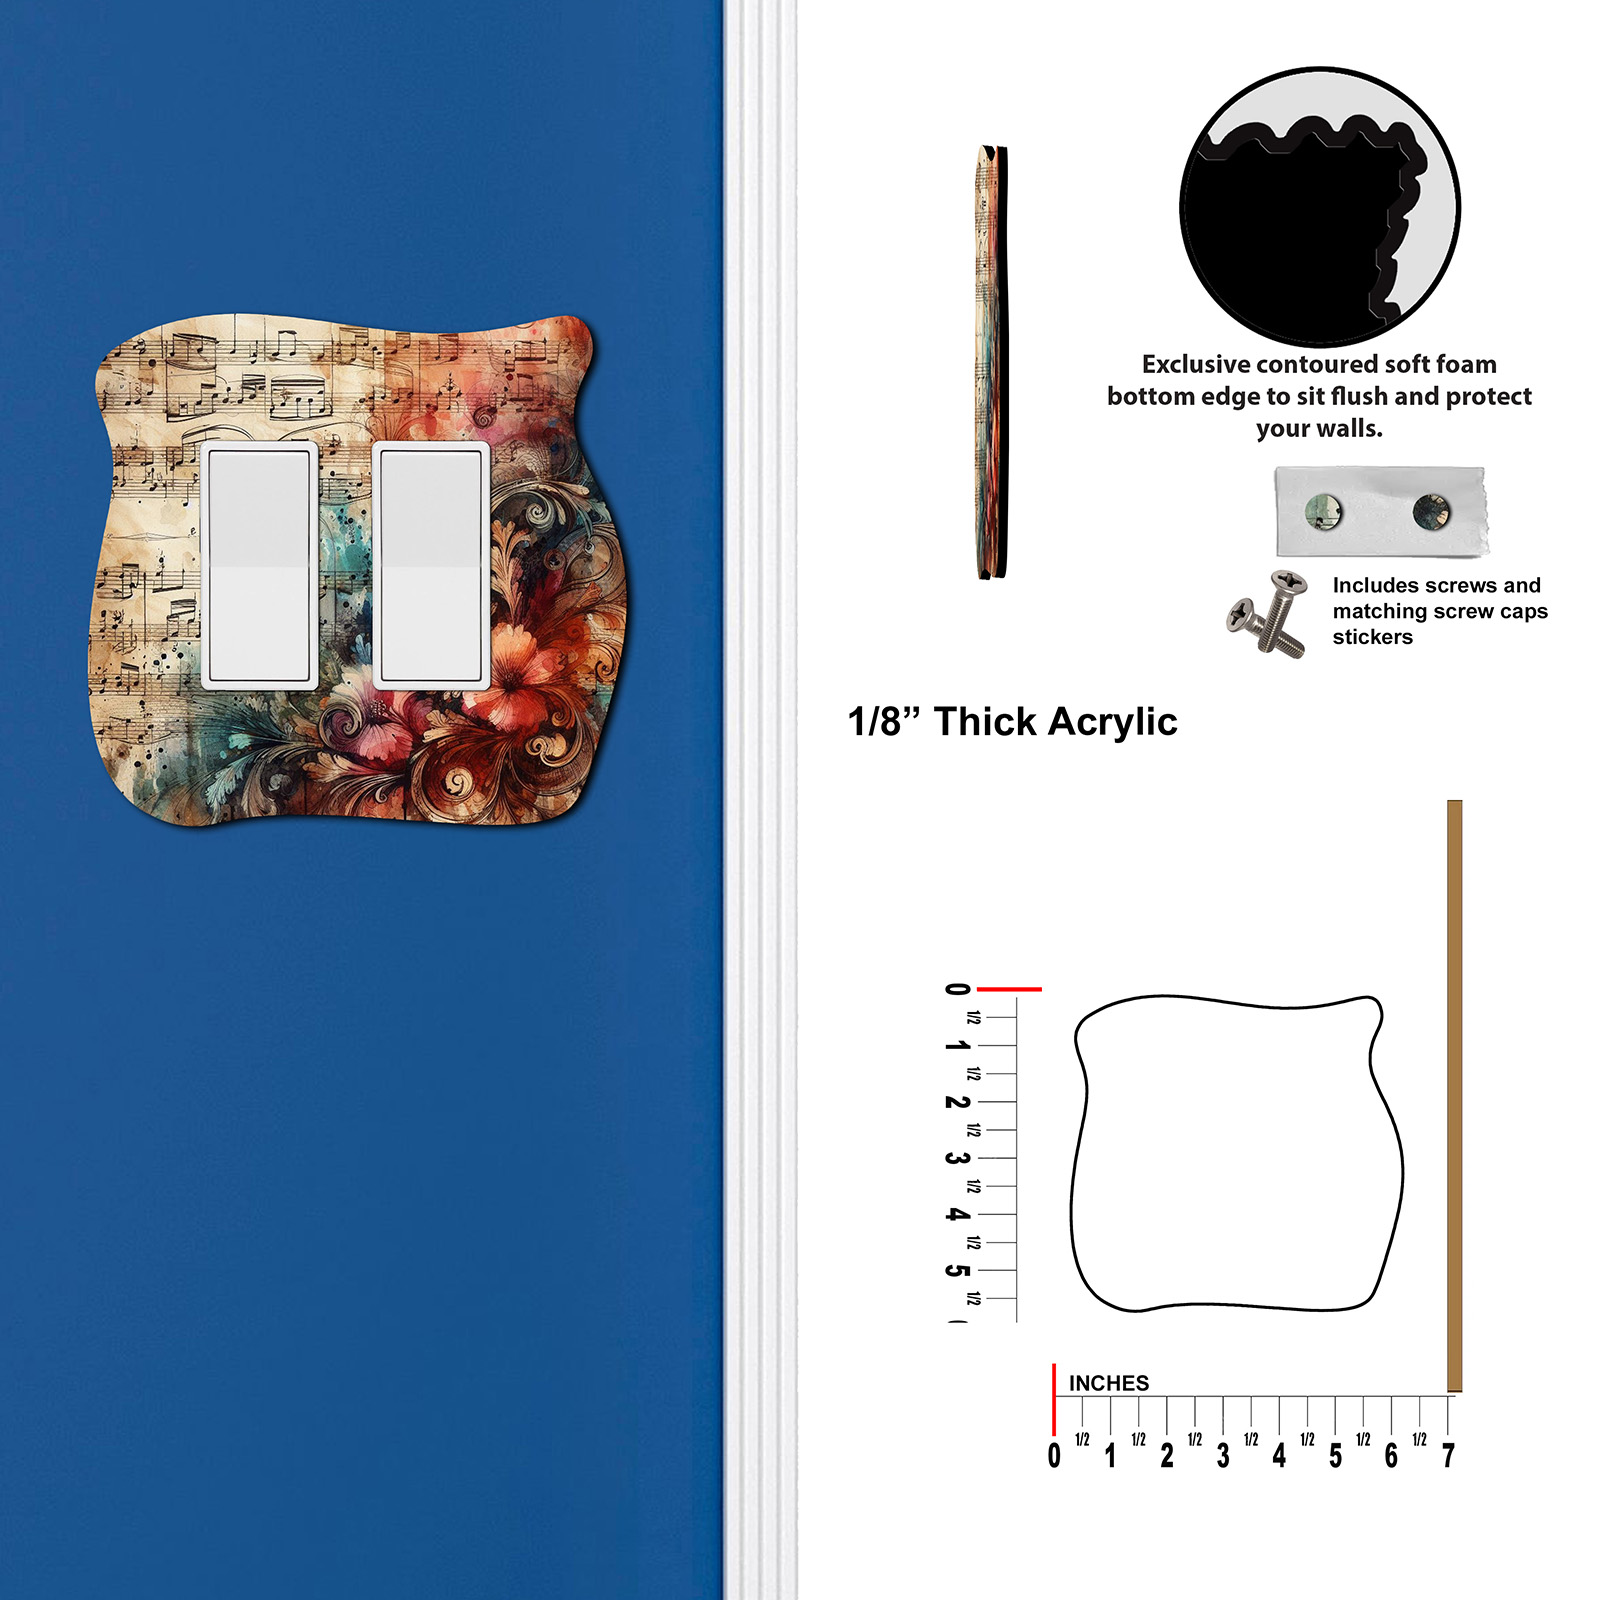 Exclusive contoured soft foam
bottom edge to sit flush and protect
your walls.
Includes screws and
matching screw caps
stickers
1/8” Thick Acrylic
0
1/2
1
1/2
2
1/2
3
1/2
4
1/2
5
1/2
INCHES
0 1/2 1 1/2 2 1/2 3 1/2 4 1/2 5 1/2 6 1/2 7